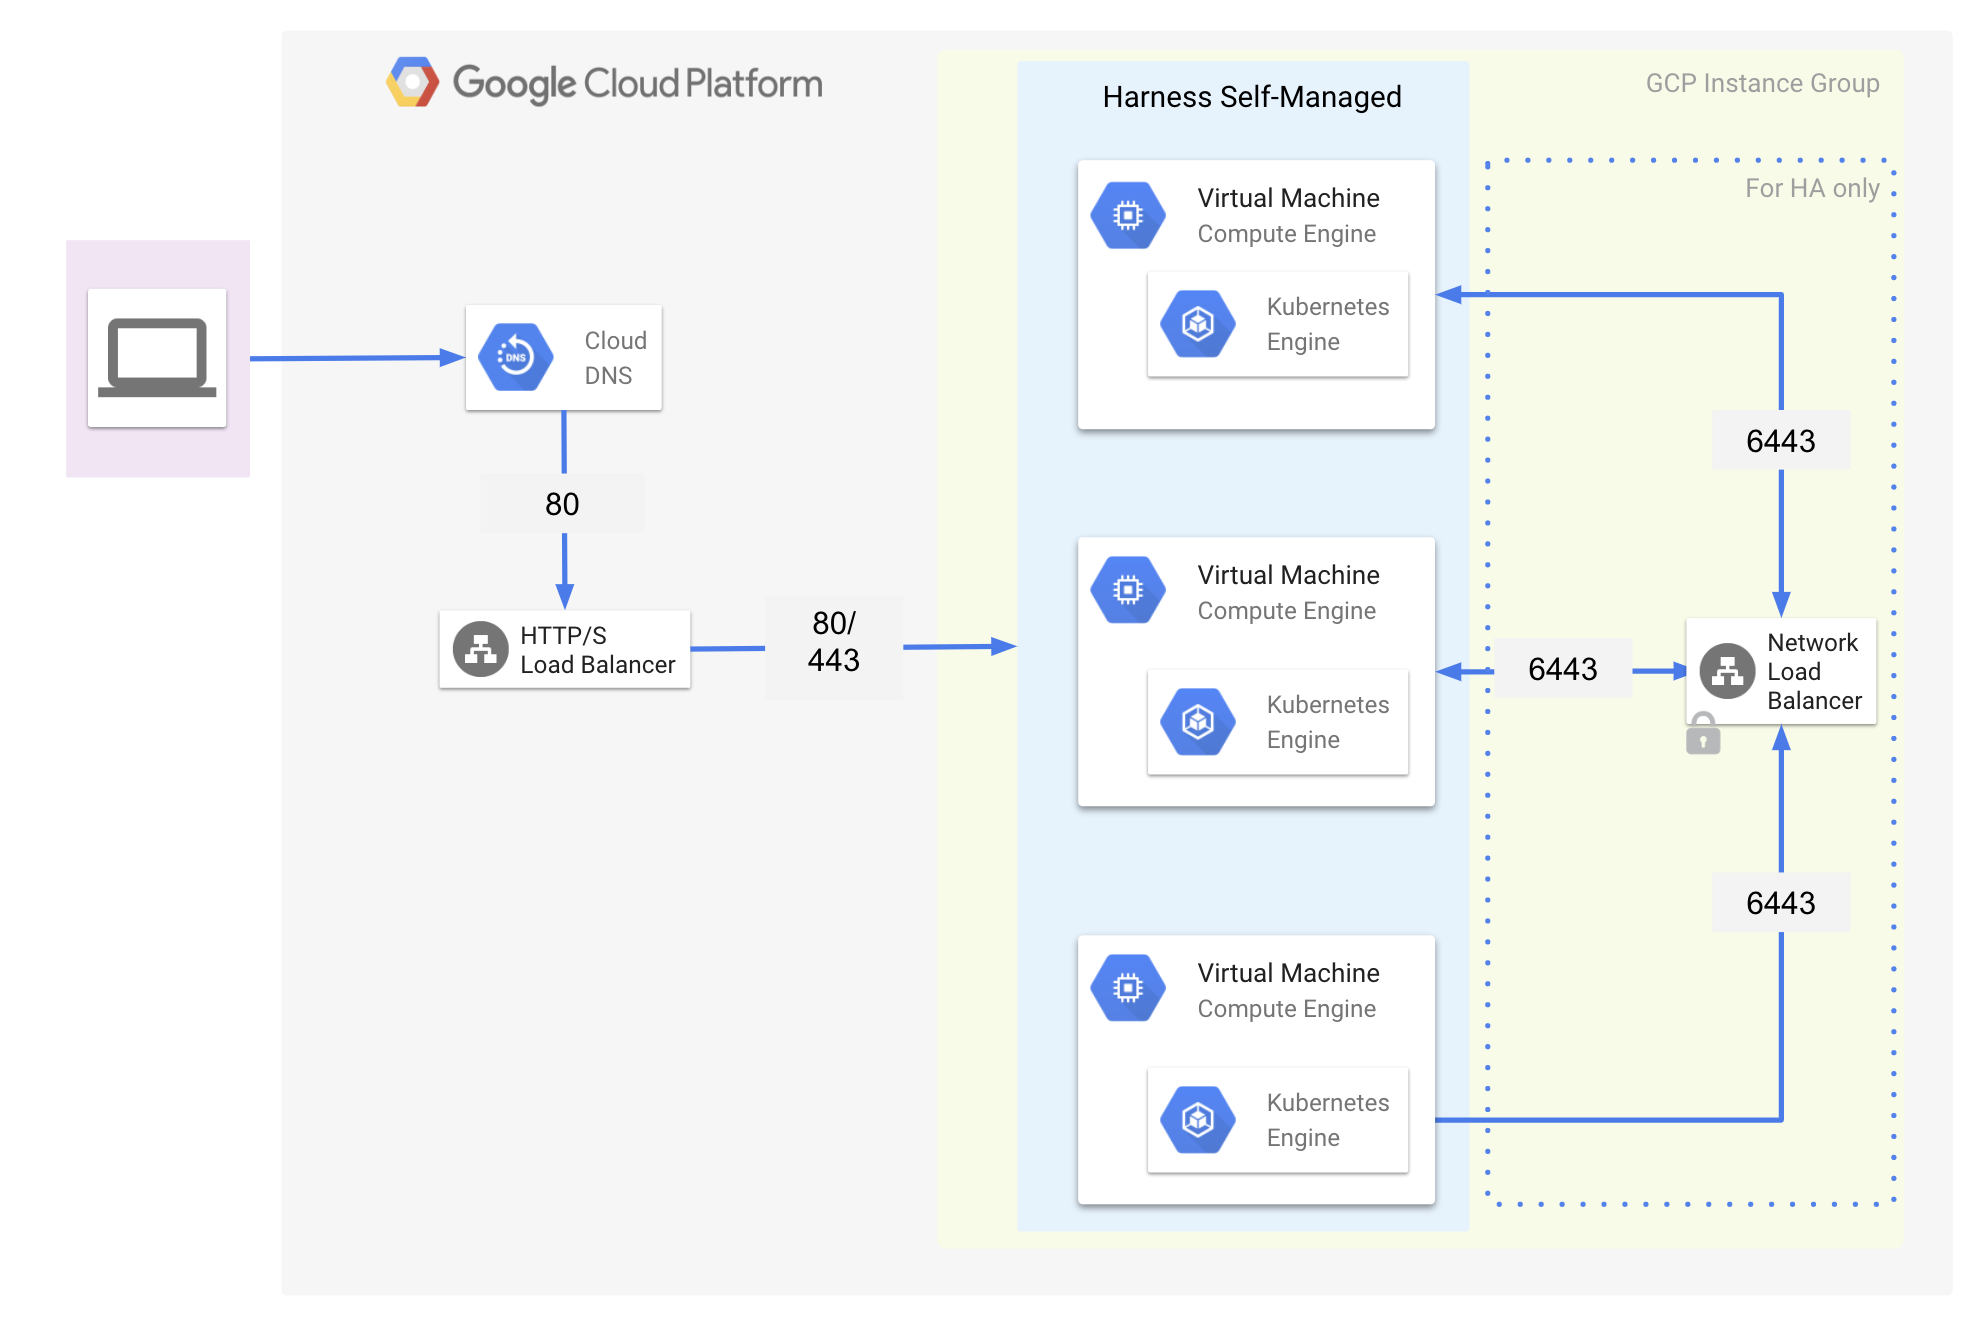 Google Cloud Platform
GCP Instance Group
Harness Self-Managed
For HA only
Virtual Machine
Compute Engine
Kubernetes
Engine
Cloud
DNS
DNS
6443
80
HTTP/S
Load Balancer
80/
443
Virtual Machine
Compute Engine
Kubernetes
Engine
6443
Network
Load
Balancer
6443
Virtual Machine
Compute Engine
Kubernetes
Engine